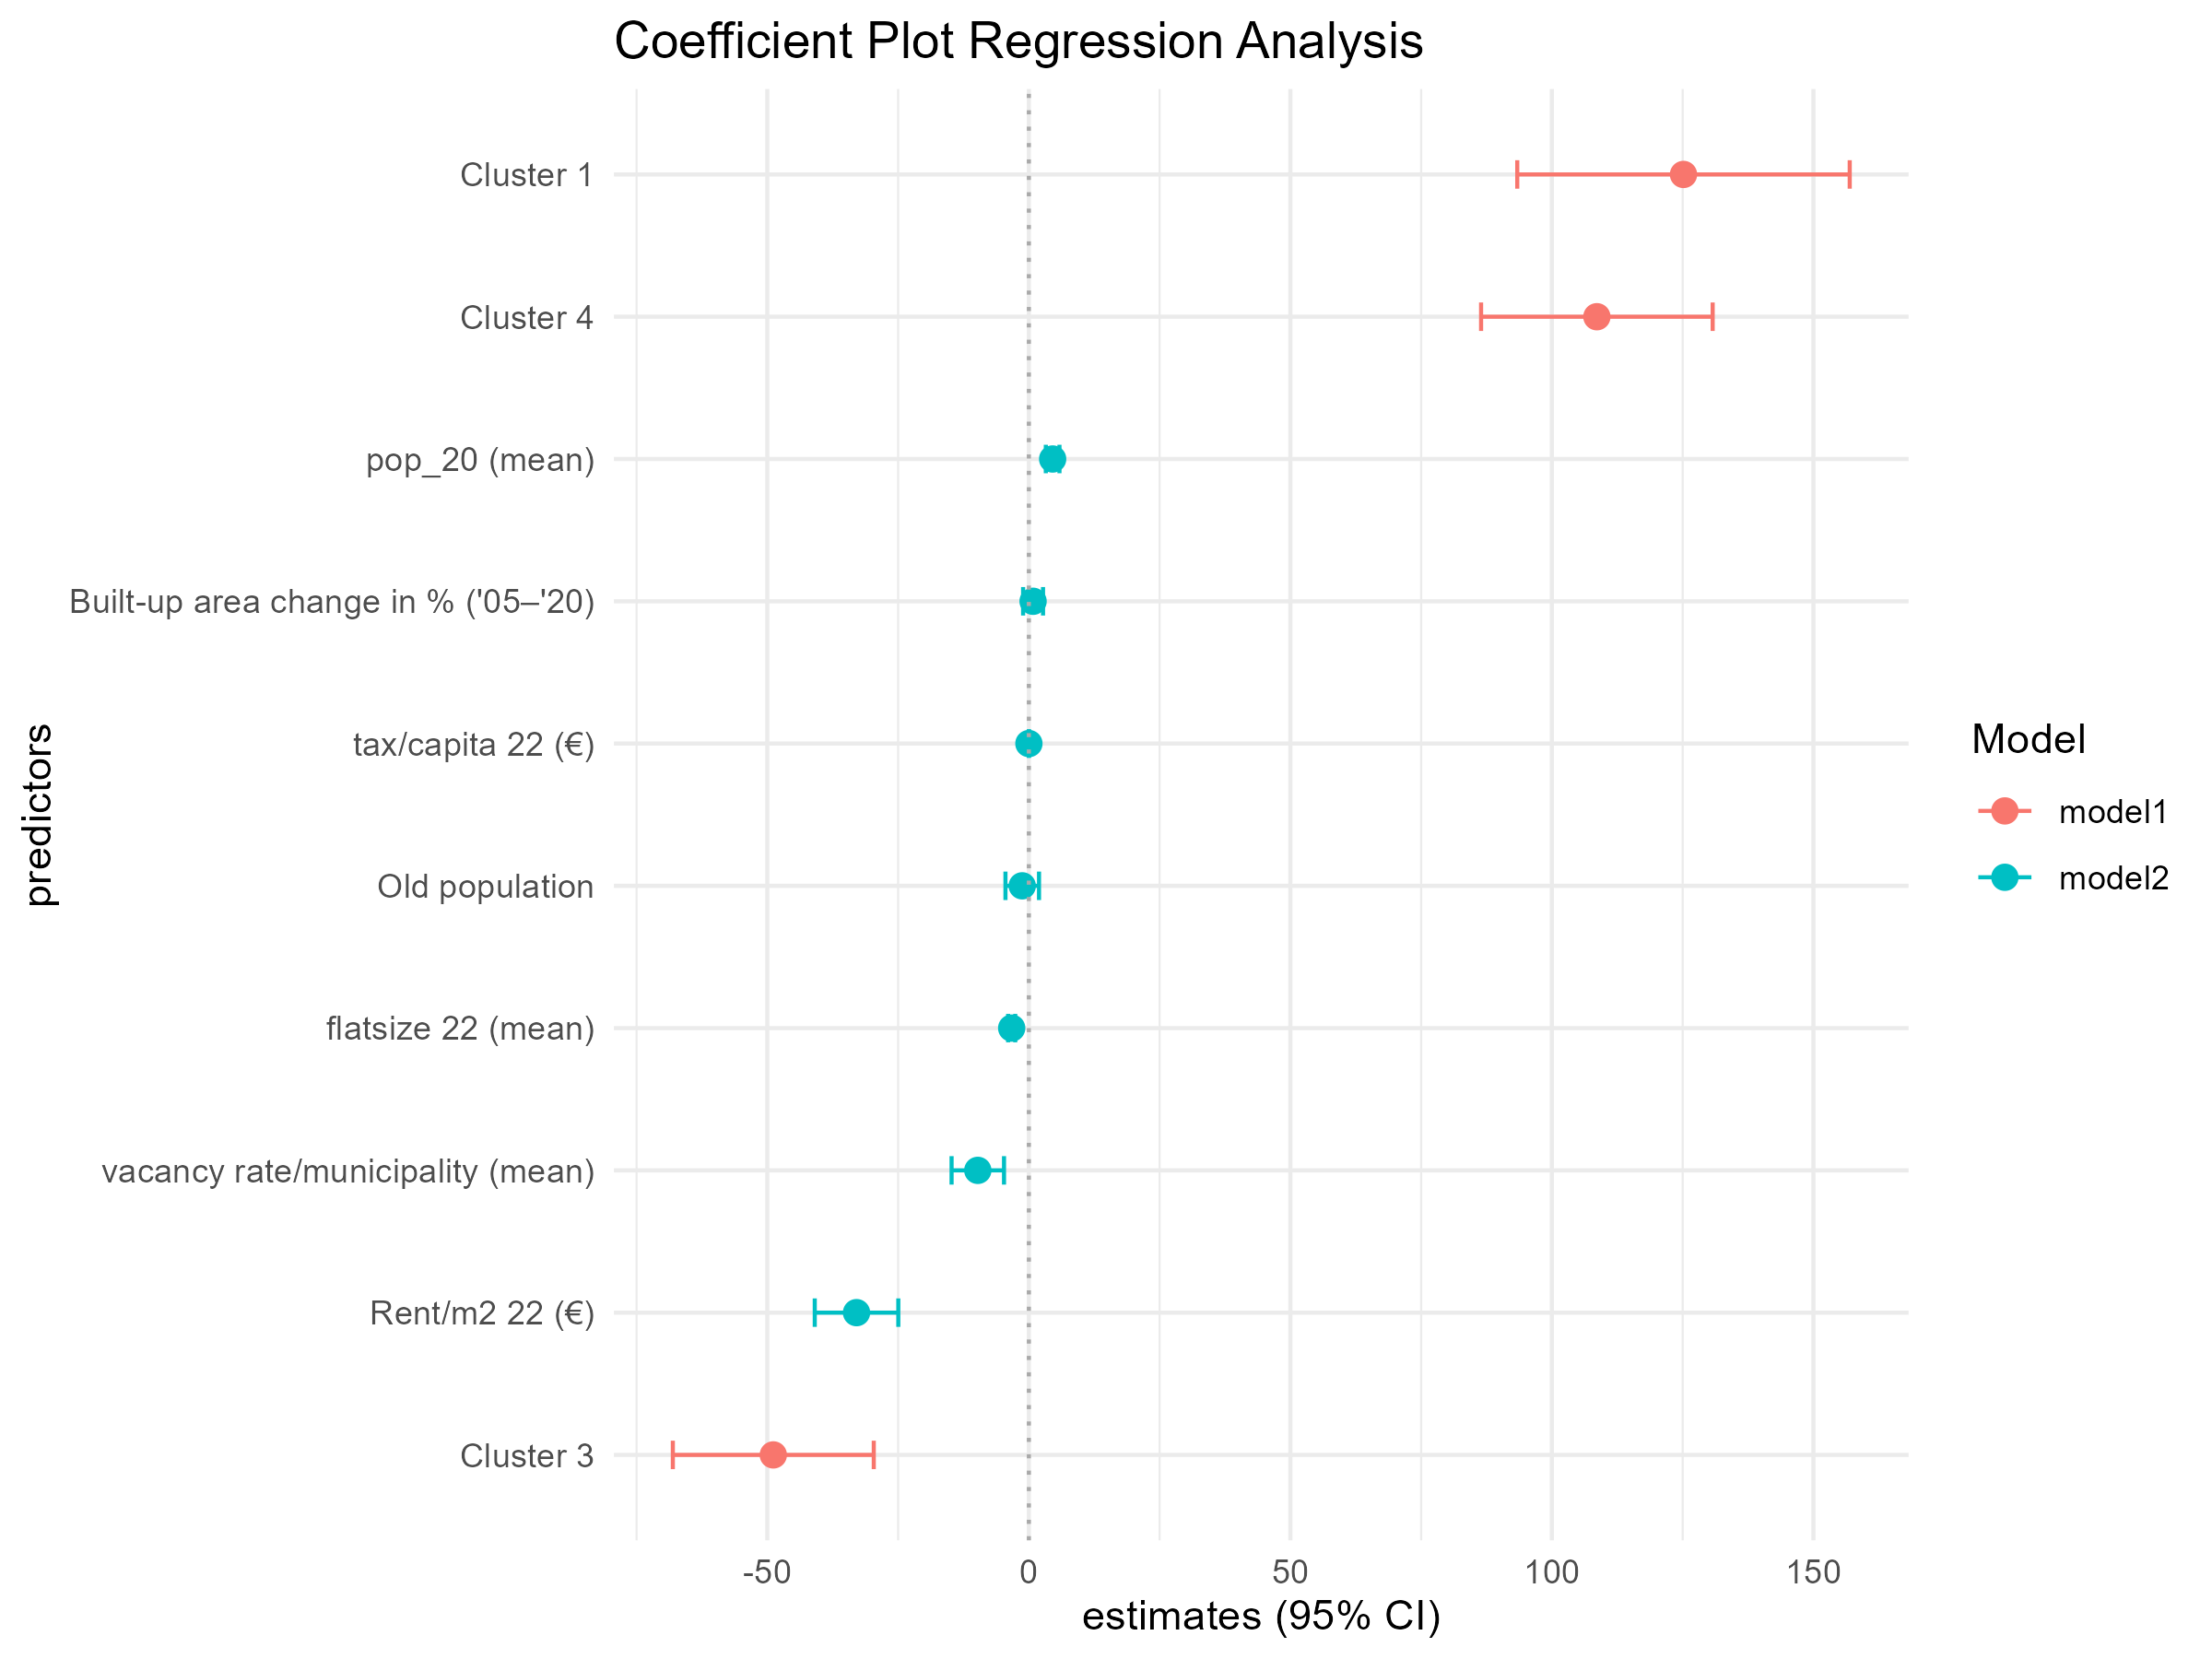 Coefficient Plot Regression Analysis
Cluster 1
Cluster 4
pop_20 (mean)
Built-up area change in % ('05–'20)
tax/capita 22 (€)
Old population
flatsize 22 (mean)
vacancy rate/municipality (mean)
Rent/m2 22 (€)
Cluster 3
predictors
-50 0 50 100 150
estimates (95% CI)
Model
model1
model2